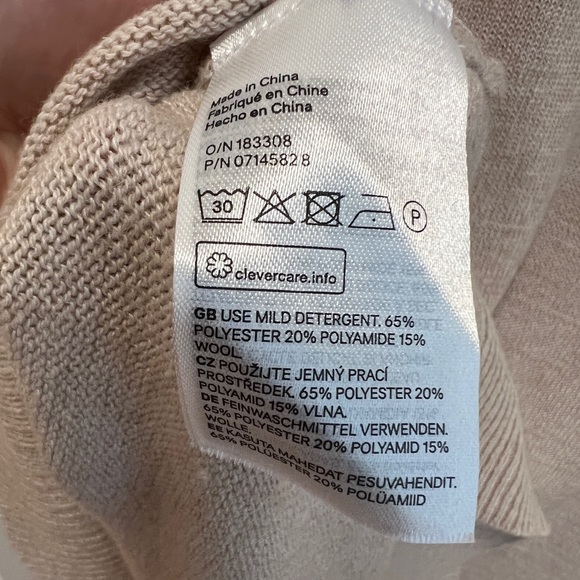 Made in China
Fabriqué en Chine
Hecho en China
O/N 183308
P/N 0714582 8
30
P
clevercare.info
GB USE MILD DETERGENT. 65%
POLYESTER 20% POLYAMIDE 15%
WOOL.
CZ POUŽIJTE JEMNÝ PRACÍ
PROSTŘEDEK. 65% POLYESTER 20%
POLYAMID 15% VLNA.
DE FEINWASCHMITTEL VERWENDEN.
65% POLYESTER 20% POLYAMID 15%
WOLLE.
EE KASUTA MAHEDAT PESUVAHENDIT.
65% POLÜESTER 20% POLÜAMIID